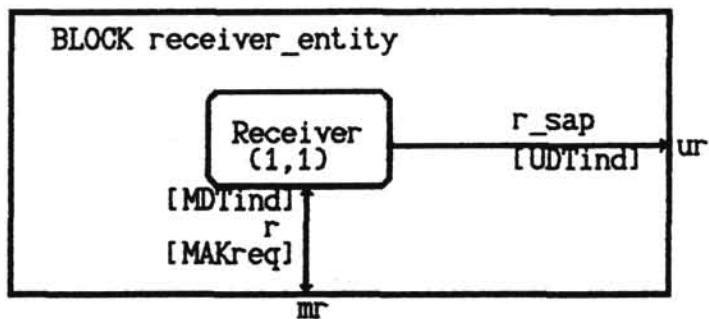 BLOCK receiver_entity
Receiver
(1,1)
r_sap
[UDTind]
ur
[MDTind]
r
[MAKreq]
mr